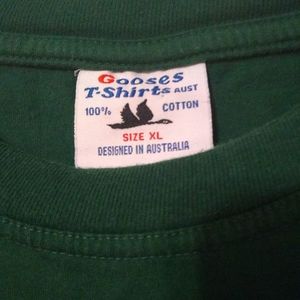 Gooses
T-Shirts AUST
100% COTTON
SIZE XL
DESIGNED IN AUSTRALIA